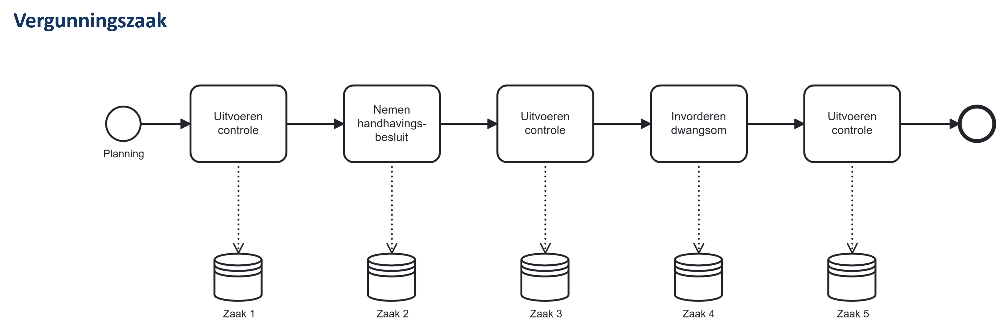 Vergunningszaak
Uitvoeren
controle
Nemen
handhavings-
besluit
Uitvoeren
controle
Invorderen
dwangsom
Uitvoeren
controle
Planning
Zaak 1
Zaak 2
Zaak 3
Zaak 4
Zaak 5